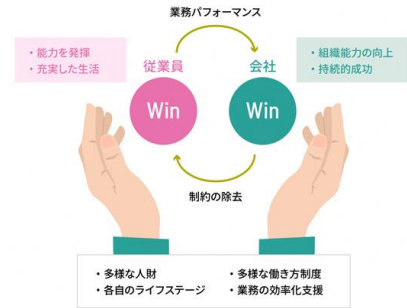 業務パフォーマンス
・能力を発揮
・充実した生活
従業員
Win
会社
Win
・組織能力の向上
・持続的成功
制約の除去
・多様な人財
・各自のライフステージ
・多様な働き方制度
・業務の効率化支援